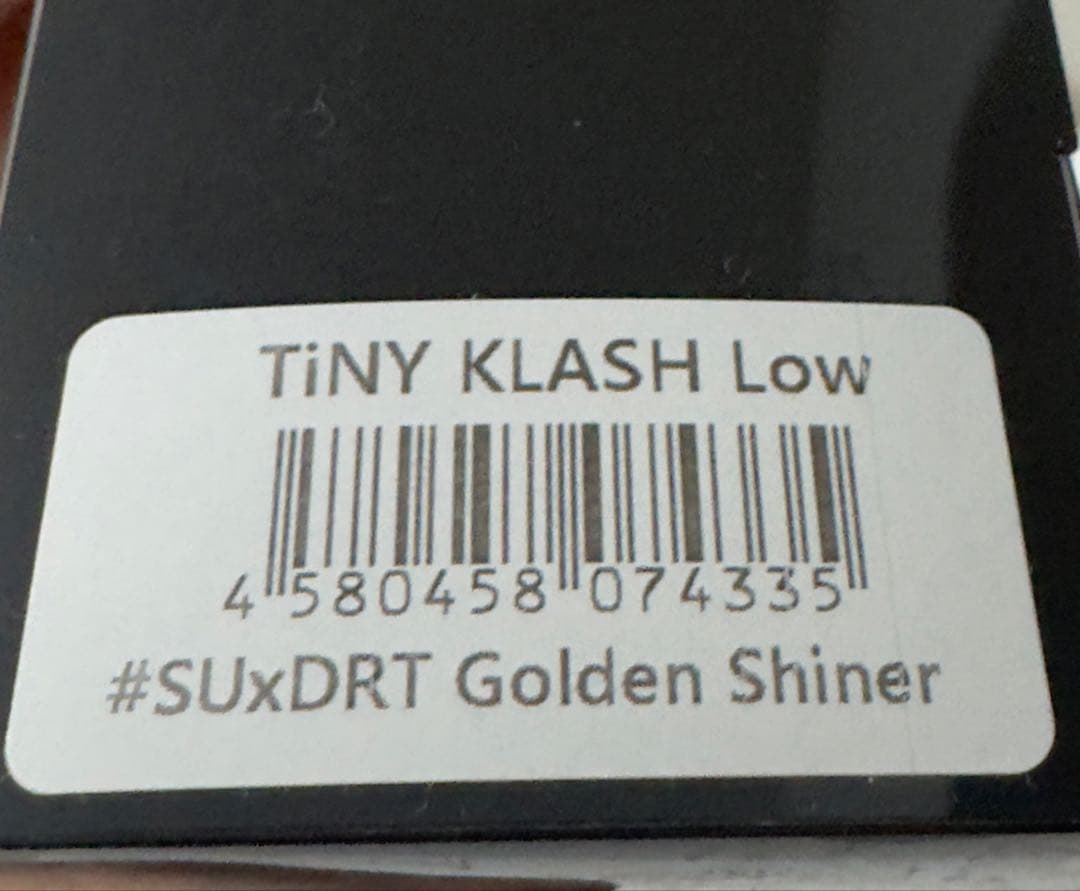 TiNY KLASH Low
4 580458 074335
#SUxDRT Golden Shiner